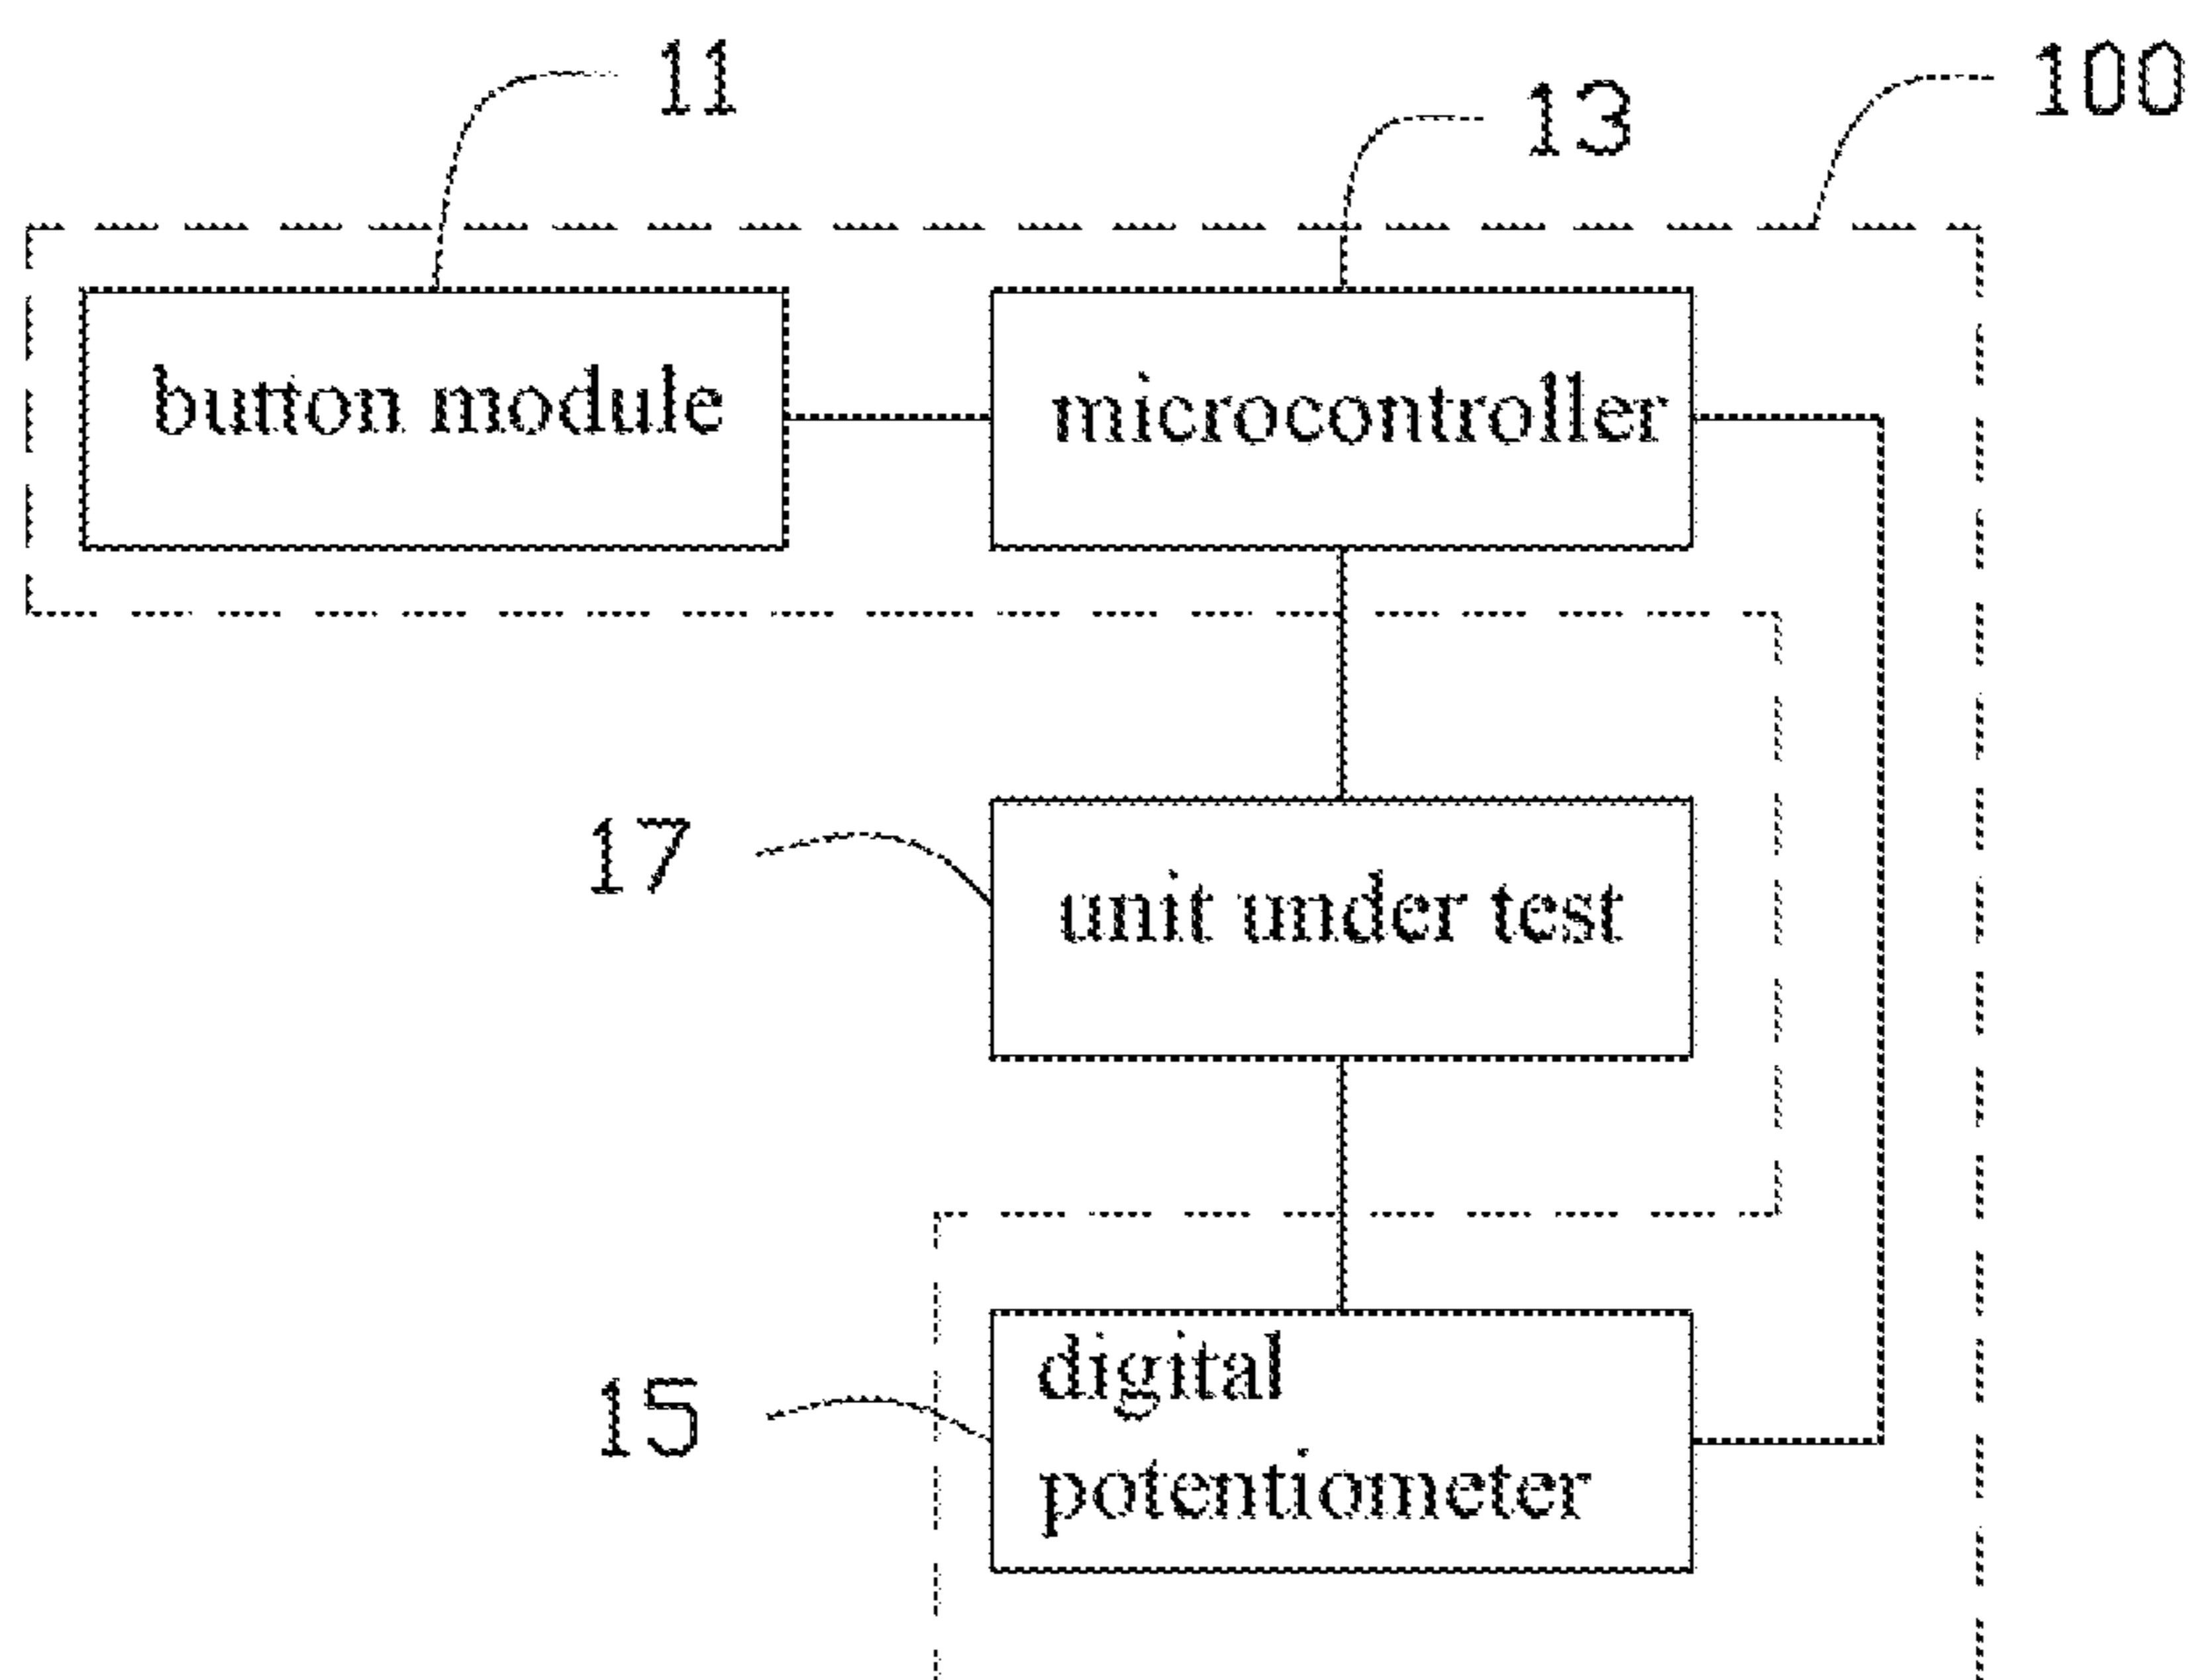 11
13
100
button module
microcontroller
17
unit under test
15
digital
potentiometer